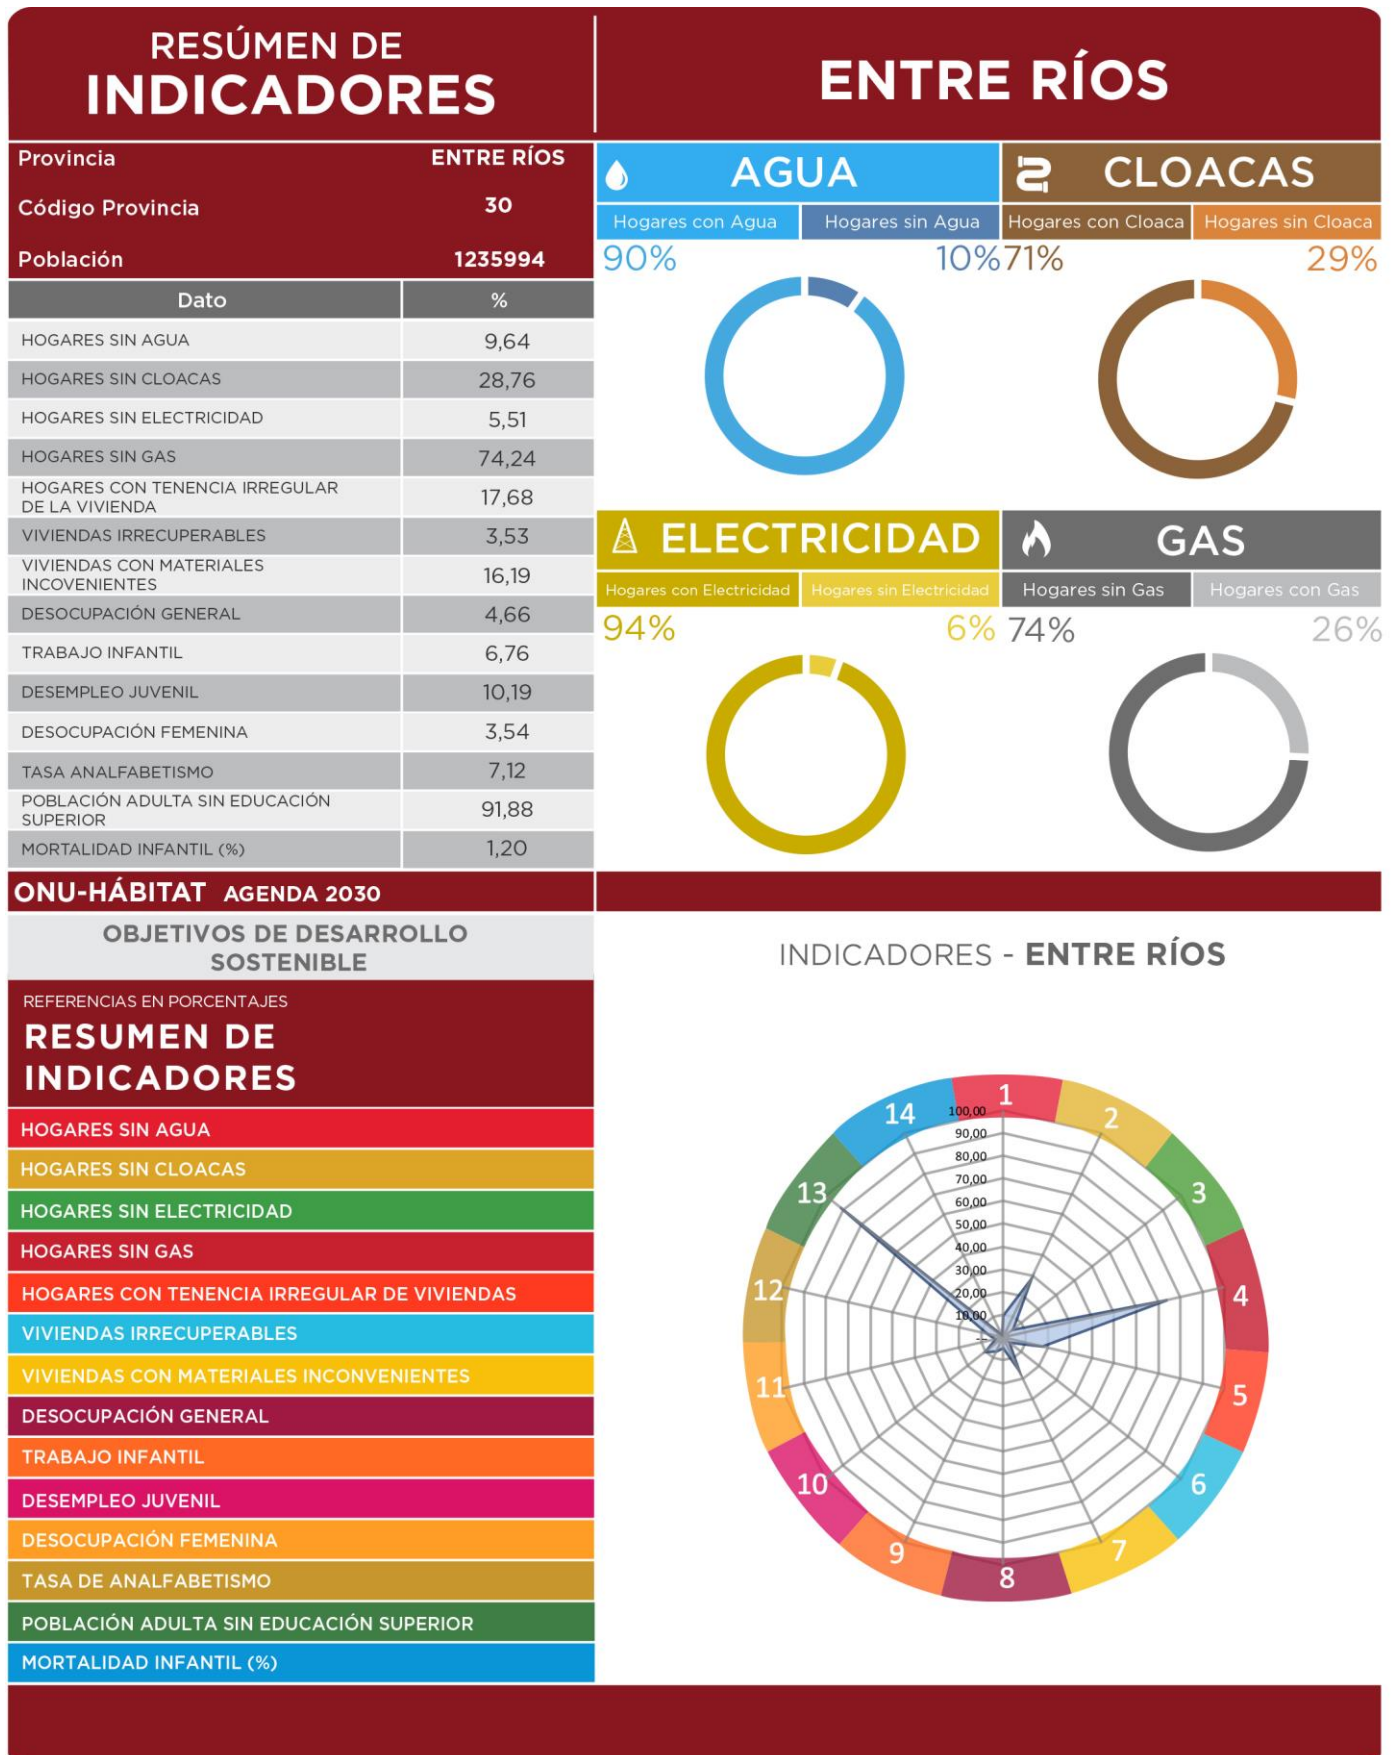 RESÚMEN DE
INDICADORES
ENTRE RÍOS
Provincia ENTRE RÍOS
Código Provincia 30
Población 1235994
Dato %
HOGARES SIN AGUA 9,64
HOGARES SIN CLOACAS 28,76
HOGARES SIN ELECTRICIDAD 5,51
HOGARES SIN GAS 74,24
HOGARES CON TENENCIA IRREGULAR
DE LA VIVIENDA 17,68
VIVIENDAS IRRECUPERABLES 3,53
VIVIENDAS CON MATERIALES
INCOVENIENTES 16,19
DESOCUPACIÓN GENERAL 4,66
TRABAJO INFANTIL 6,76
DESEMPLEO JUVENIL 10,19
DESOCUPACIÓN FEMENINA 3,54
TASA ANALFABETISMO 7,12
POBLACIÓN ADULTA SIN EDUCACIÓN
SUPERIOR 91,88
MORTALIDAD INFANTIL (%) 1,20
AGUA
Hogares con Agua Hogares sin Agua
90% 10%
CLOACAS
Hogares con Cloaca Hogares sin Cloaca
71% 29%
ELECTRICIDAD
Hogares con Electricidad Hogares sin Electricidad
94% 6%
GAS
Hogares sin Gas Hogares con Gas
74% 26%
ONU-HÁBITAT AGENDA 2030
OBJETIVOS DE DESARROLLO
SOSTENIBLE
REFERENCIAS EN PORCENTAJES
RESUMEN DE
INDICADORES
HOGARES SIN AGUA
HOGARES SIN CLOACAS
HOGARES SIN ELECTRICIDAD
HOGARES SIN GAS
HOGARES CON TENENCIA IRREGULAR DE VIVIENDAS
VIVIENDAS IRRECUPERABLES
VIVIENDAS CON MATERIALES INCONVENIENTES
DESOCUPACIÓN GENERAL
TRABAJO INFANTIL
DESEMPLEO JUVENIL
DESOCUPACIÓN FEMENINA
TASA DE ANALFABETISMO
POBLACIÓN ADULTA SIN EDUCACIÓN SUPERIOR
MORTALIDAD INFANTIL (%)
INDICADORES - ENTRE RÍOS
1
2
3
4
5
6
7
8
9
10
11
12
13
14
100,00
90,00
80,00
70,00
60,00
50,00
40,00
30,00
20,00
10,00
--